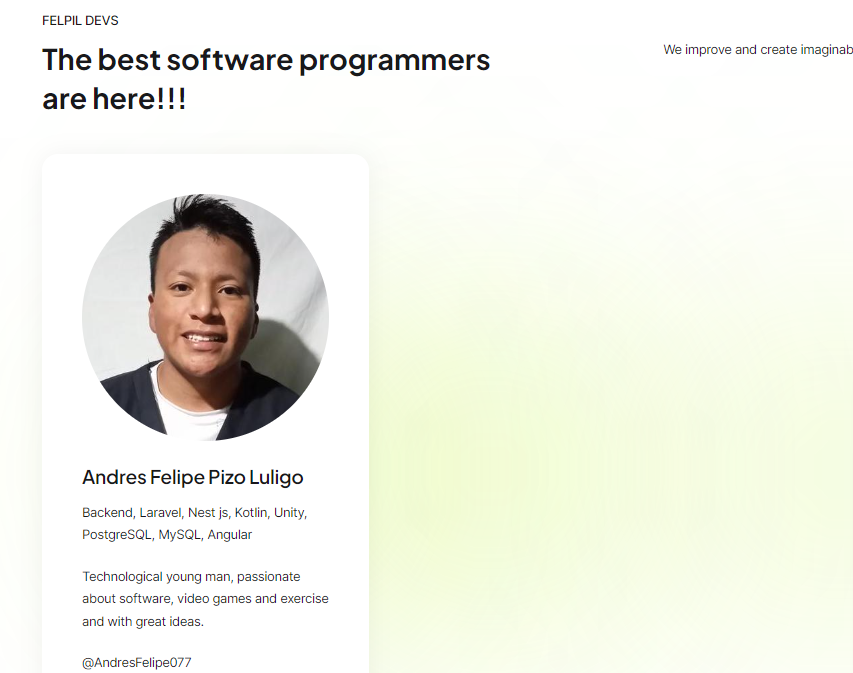 FELPIL DEVS
The best software programmers
are here!!!
We improve and create
Andres Felipe Pizo Luligo
Backend, Laravel, Nest js, Kotlin, Unity,
PostgreSQL, MySQL, Angular
Technological young man, passionate
about software, video games and exercise
and with great ideas.
@AndresFelipe077